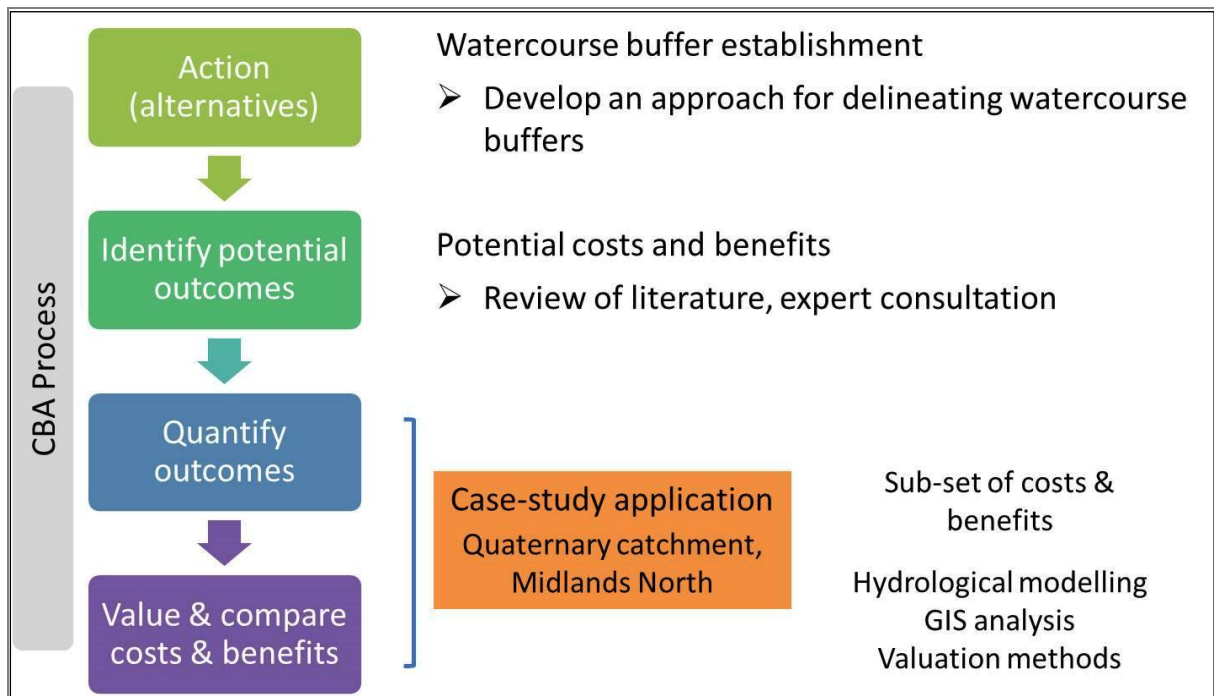 CBA Process
Action
(alternatives)
Watercourse buffer establishment
➤ Develop an approach for delineating watercourse
buffers
Identify potential
outcomes
Potential costs and benefits
➤ Review of literature, expert consultation
Quantify
outcomes
Value & compare
costs & benefits
Case-study application
Quaternary catchment,
Midlands North
Sub-set of costs &
benefits
Hydrological modelling
GIS analysis
Valuation methods